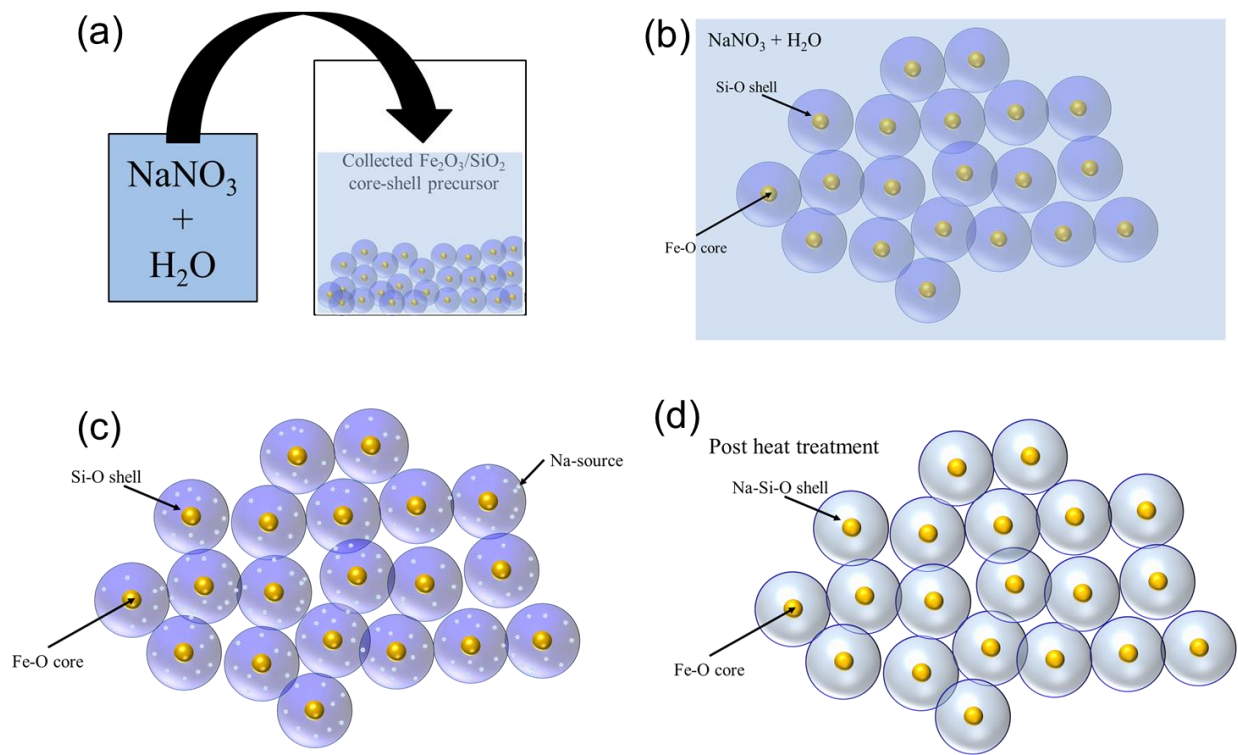 (a)
NaNO₃
+
H₂O
Collected Fe₂O₃/SiO₂
core-shell precursor
(b)
NaNO₃ + H₂O
Si-O shell
Fe-O core
(c)
Si-O shell
Na-source
Fe-O core
(d)
Post heat treatment
Na-Si-O shell
Fe-O core